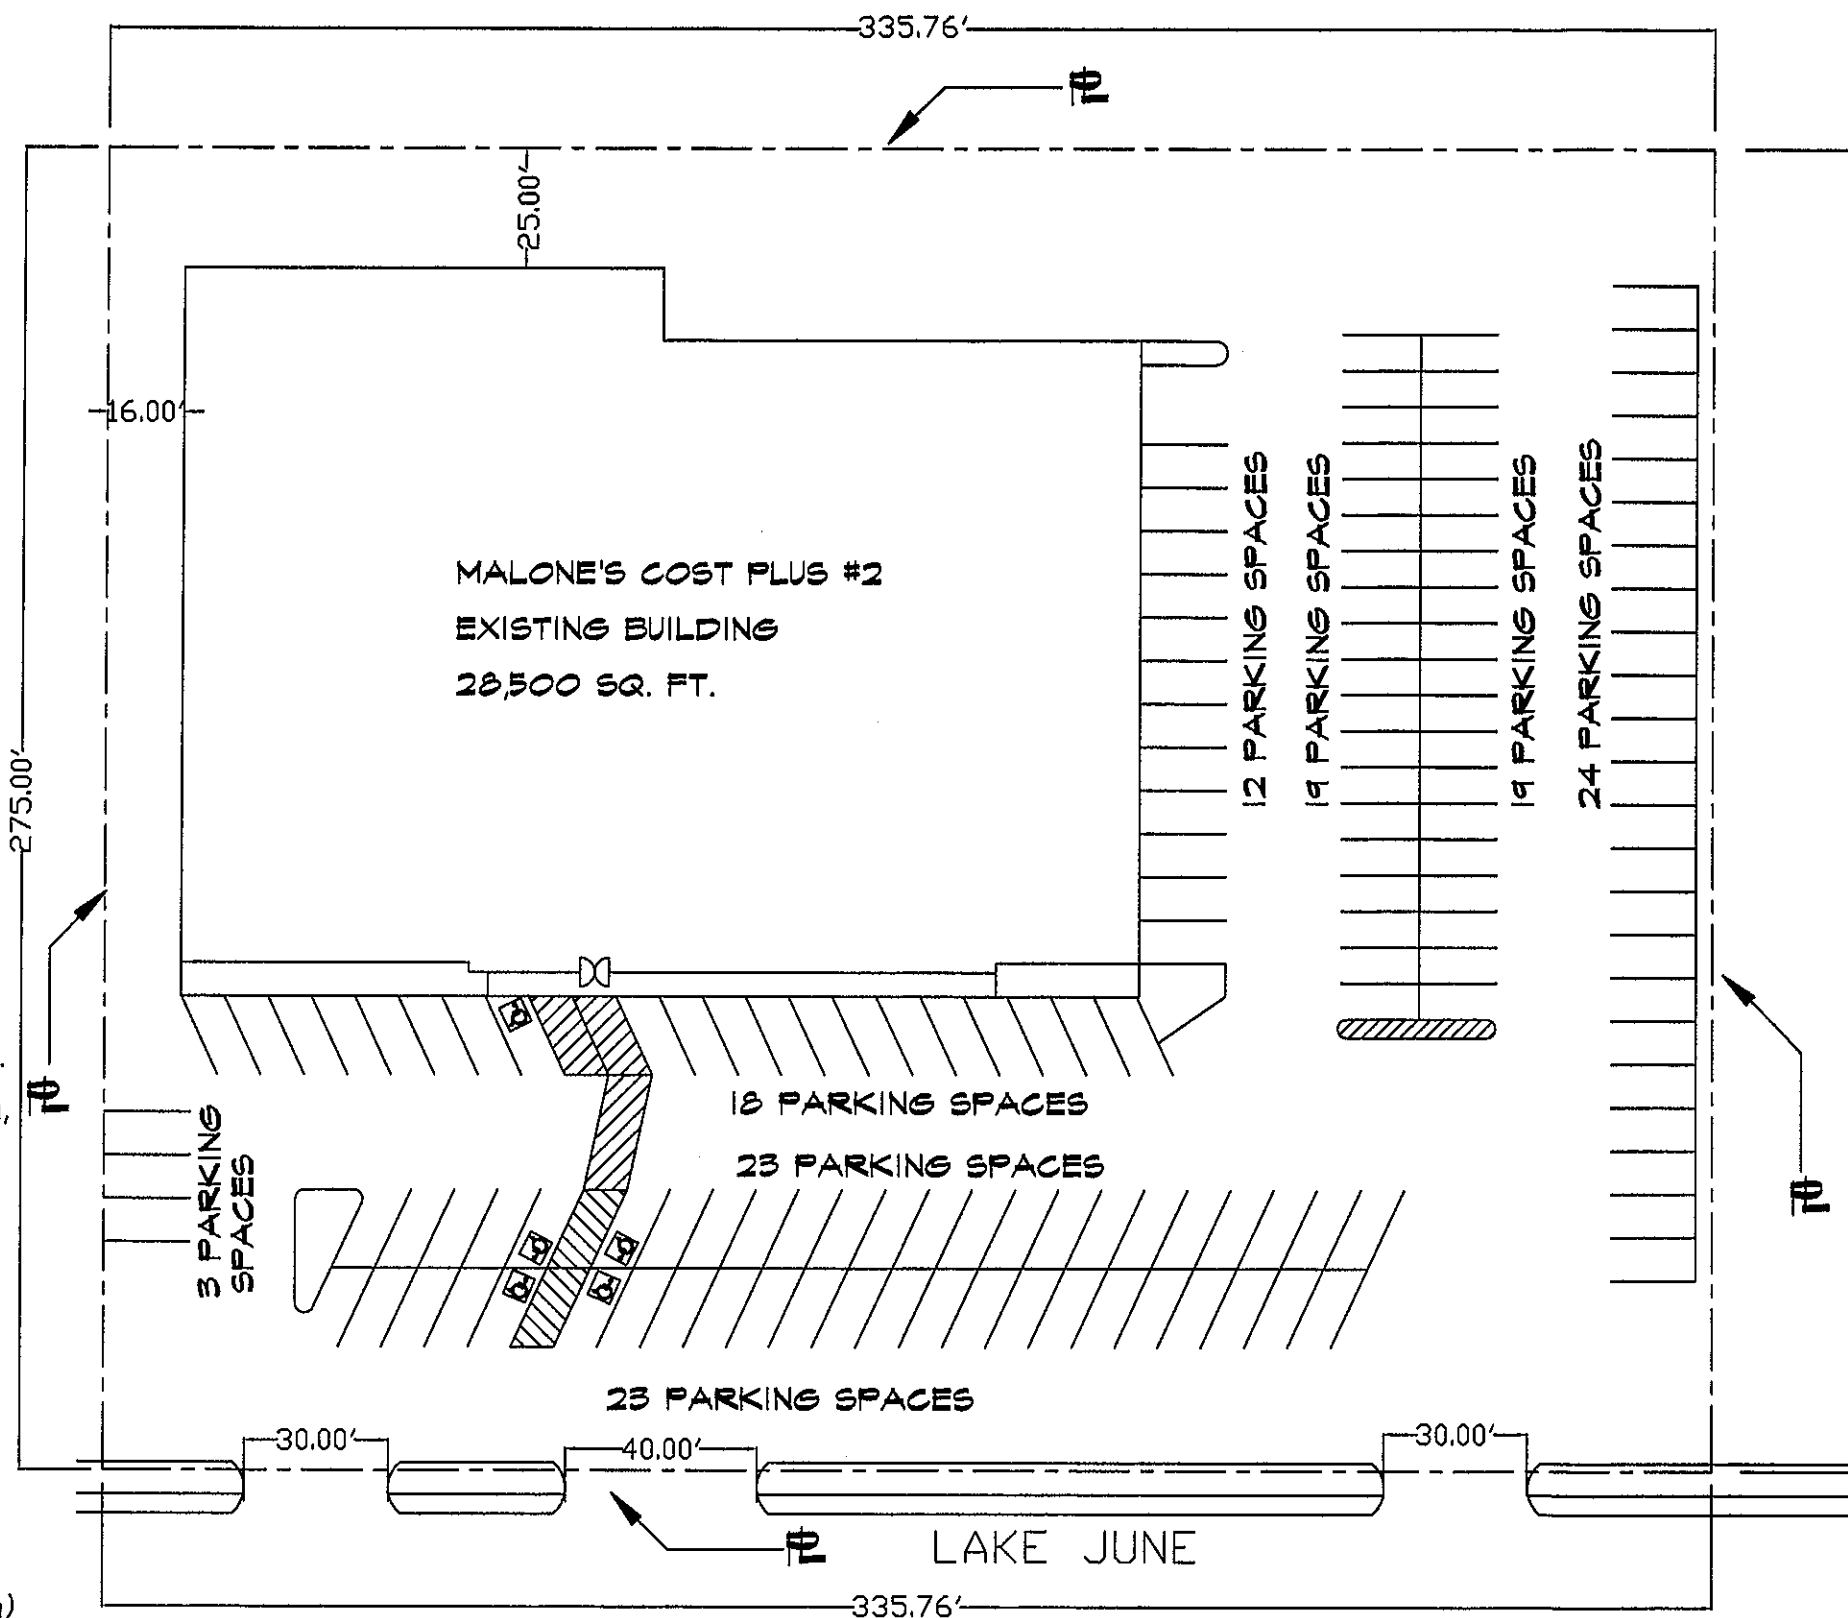 335.76'
25.00'
16.00'
275.00'
MALONE'S COST PLUS #2
EXISTING BUILDING
28,500 SQ. FT.
12 PARKING SPACES
19 PARKING SPACES
19 PARKING SPACES
24 PARKING SPACES
18 PARKING SPACES
23 PARKING SPACES
3 PARKING
SPACES
23 PARKING SPACES
30.00'
40.00'
30.00'
LAKE JUNE
335.76'